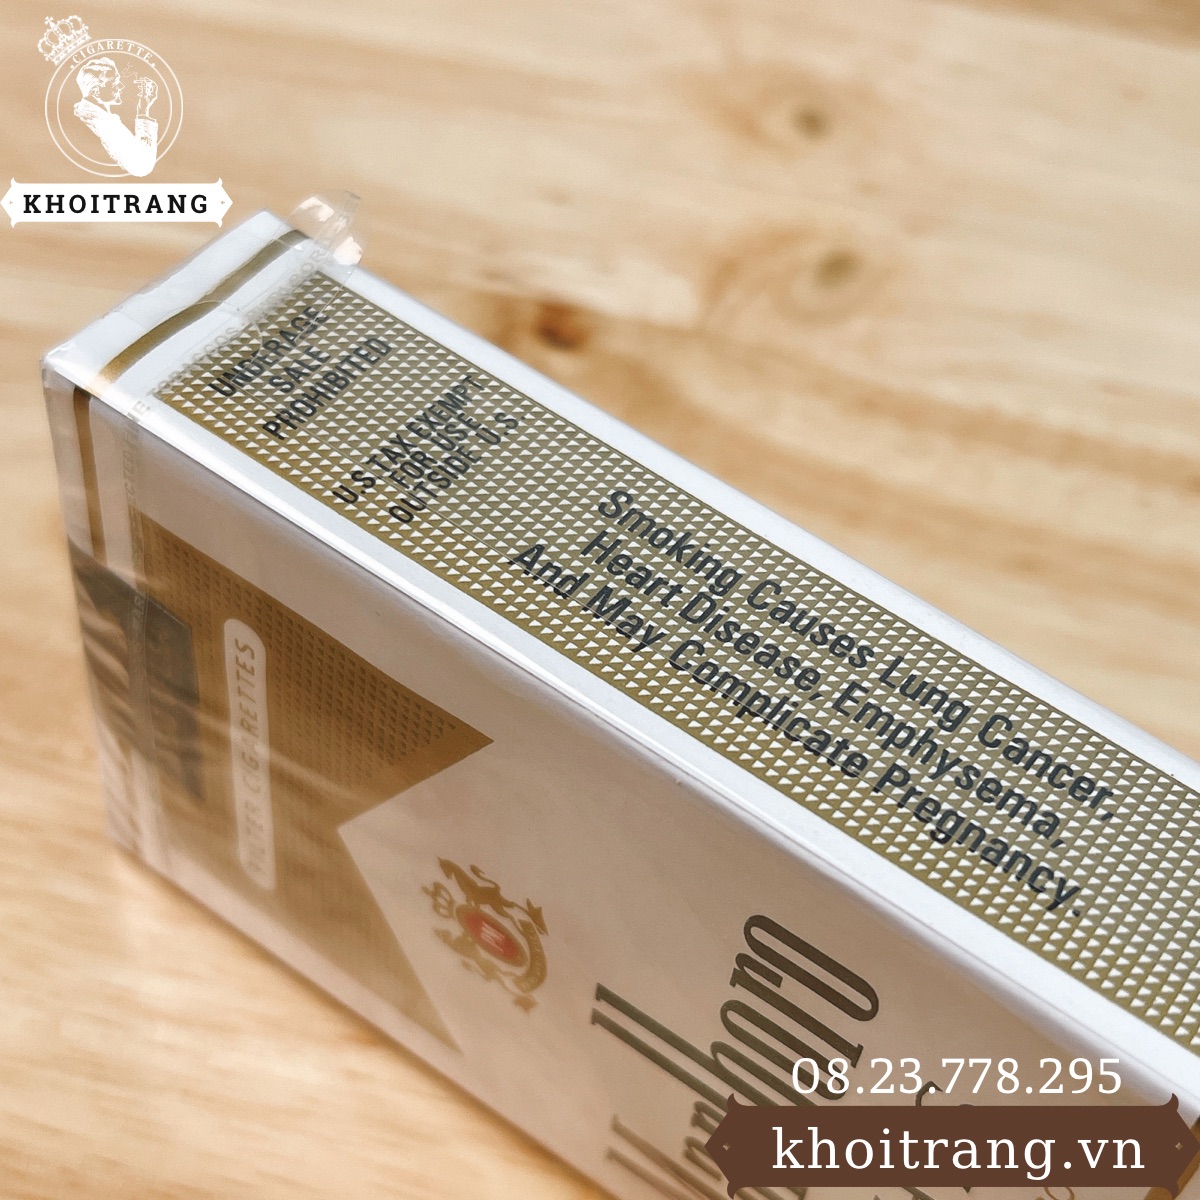 CIGARETTE
KHOITRANG
UNDERAGE
SALE
PROHIBITED
U.S. TAX EXEMPT
FOR USE
OUTSIDE U.S.
Smoking Causes Lung Cancer,
Heart Disease, Emphysema,
And May Complicate Pregnancy.
FILTER CIGARETTES
Marlboro
08.23.778.295
khoitrang.vn